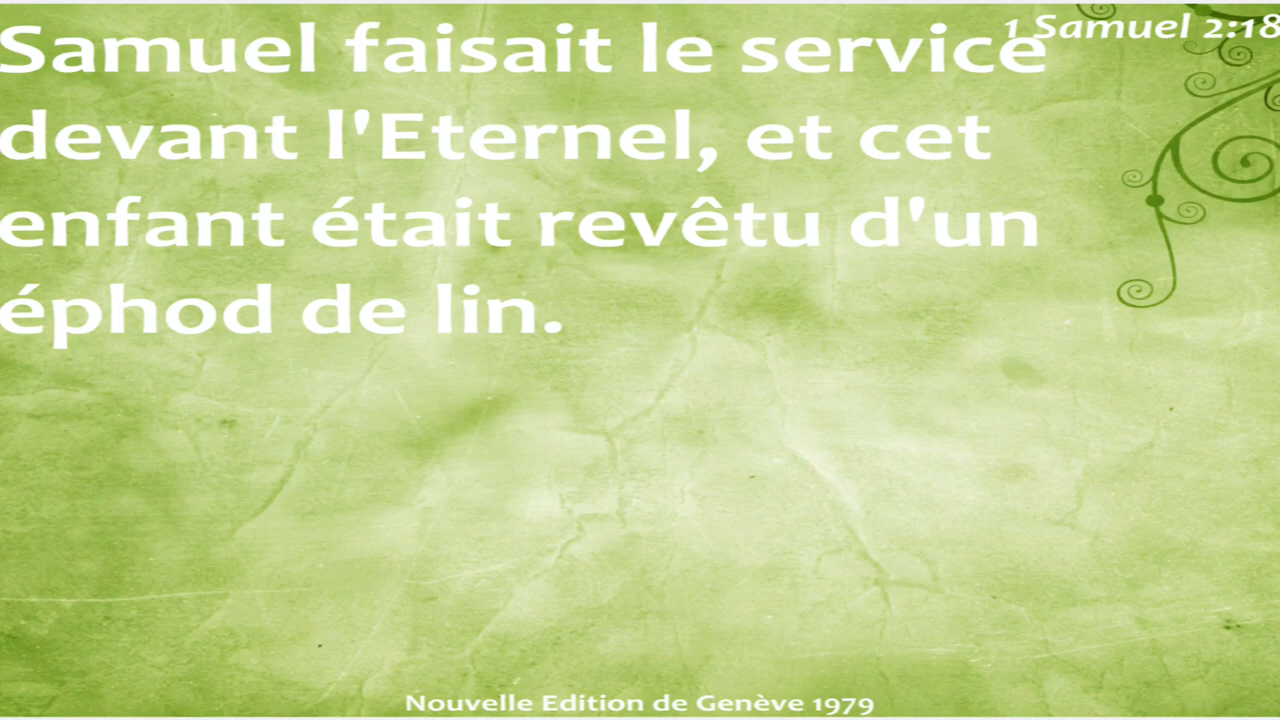 1 Samuel 2:18
Samuel faisait le service
devant l'Eternel, et cet
enfant était revêtu d'un
éphod de lin.
Nouvelle Edition de Genève 1979